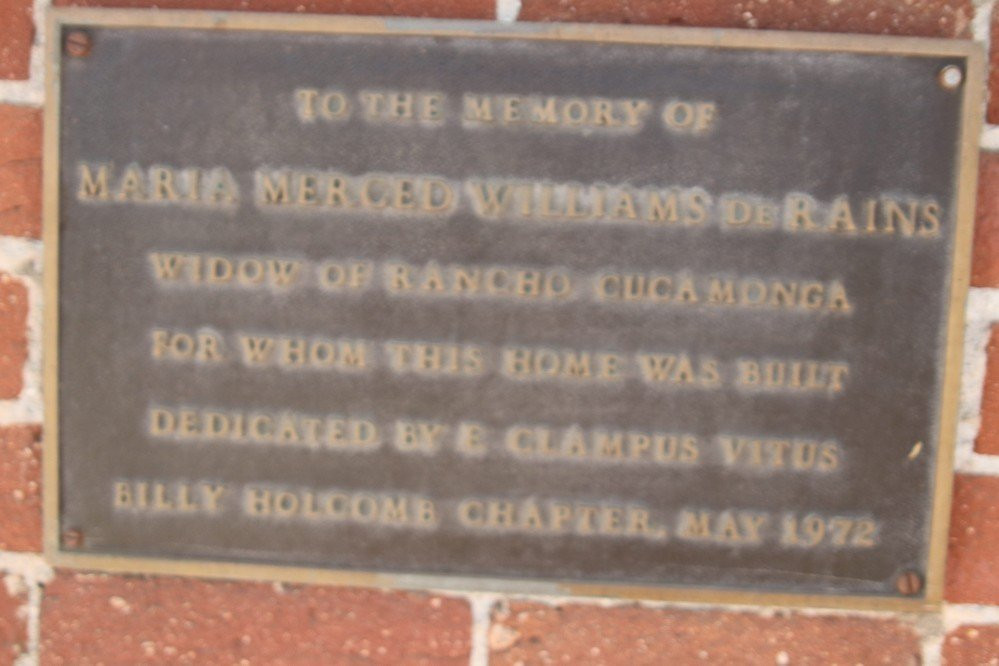 TO THE MEMORY OF
MARIA MERCED WILLIAMS DE RAINS
WIDOW OF RANCHO CUCAMONGA
FOR WHOM THIS HOME WAS BUILT
DEDICATED BY E CLAMPUS VITUS
BILLY HOLCOMB CHAPTER, MAY 1972